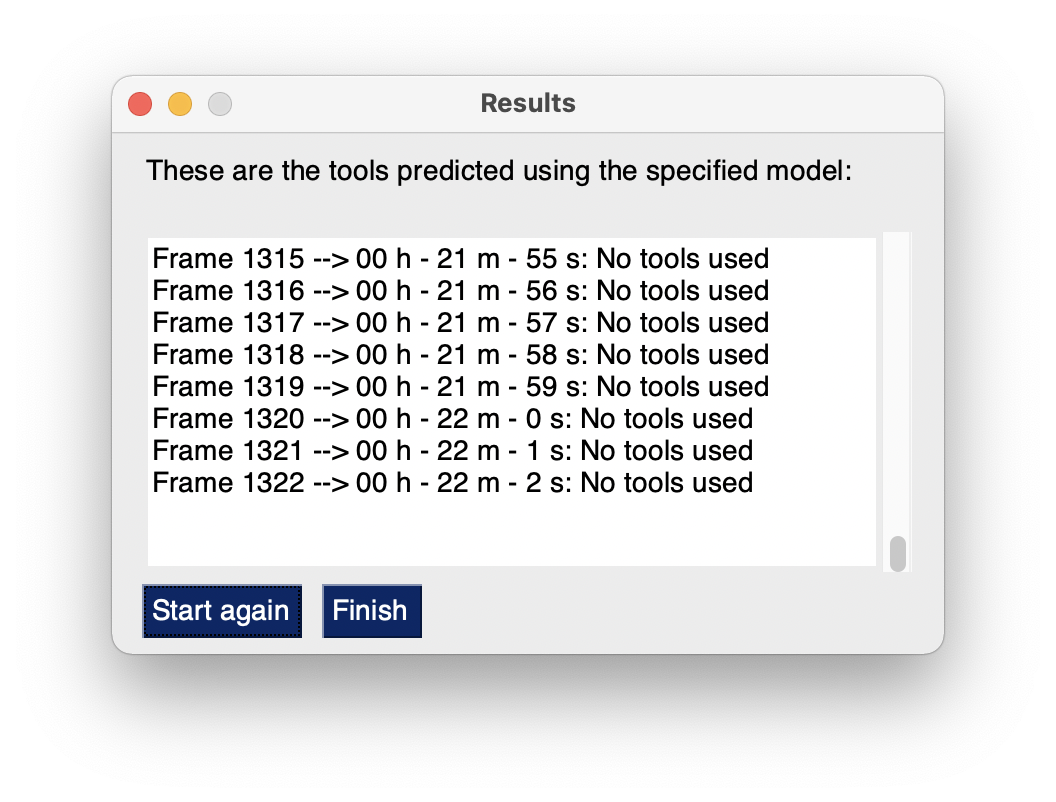 Results
These are the tools predicted using the specified model:
Frame 1315 --> 00 h - 21 m - 55 s: No tools used
Frame 1316 --> 00 h - 21 m - 56 s: No tools used
Frame 1317 --> 00 h - 21 m - 57 s: No tools used
Frame 1318 --> 00 h - 21 m - 58 s: No tools used
Frame 1319 --> 00 h - 21 m - 59 s: No tools used
Frame 1320 --> 00 h - 22 m - 0 s: No tools used
Frame 1321 --> 00 h - 22 m - 1 s: No tools used
Frame 1322 --> 00 h - 22 m - 2 s: No tools used
Start again Finish